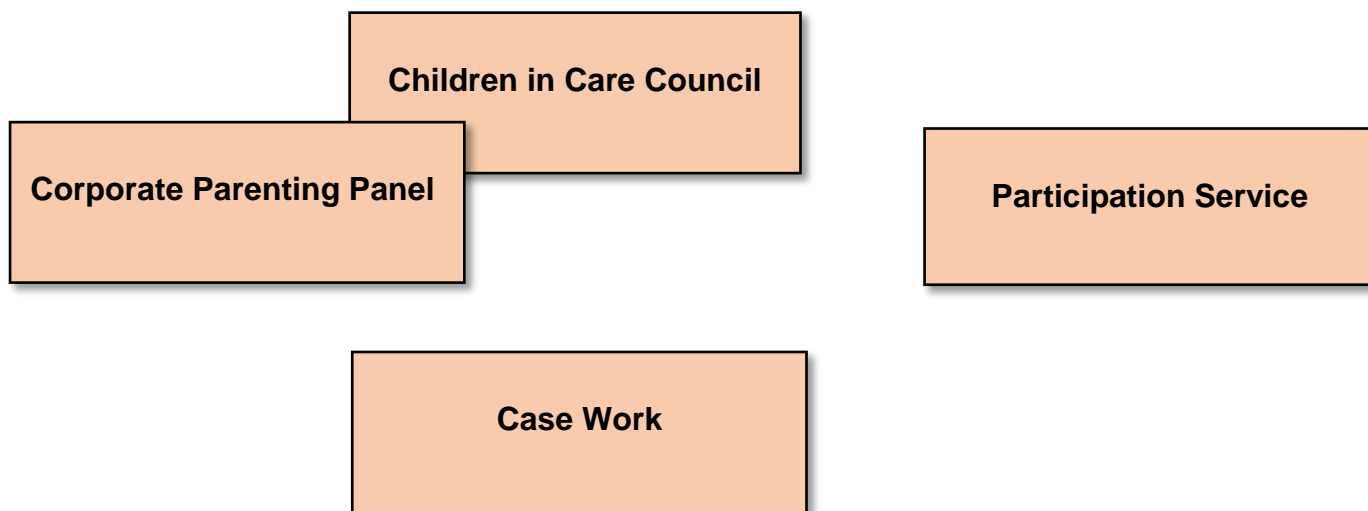 Children in Care Council
Corporate Parenting Panel
Participation Service
Case Work